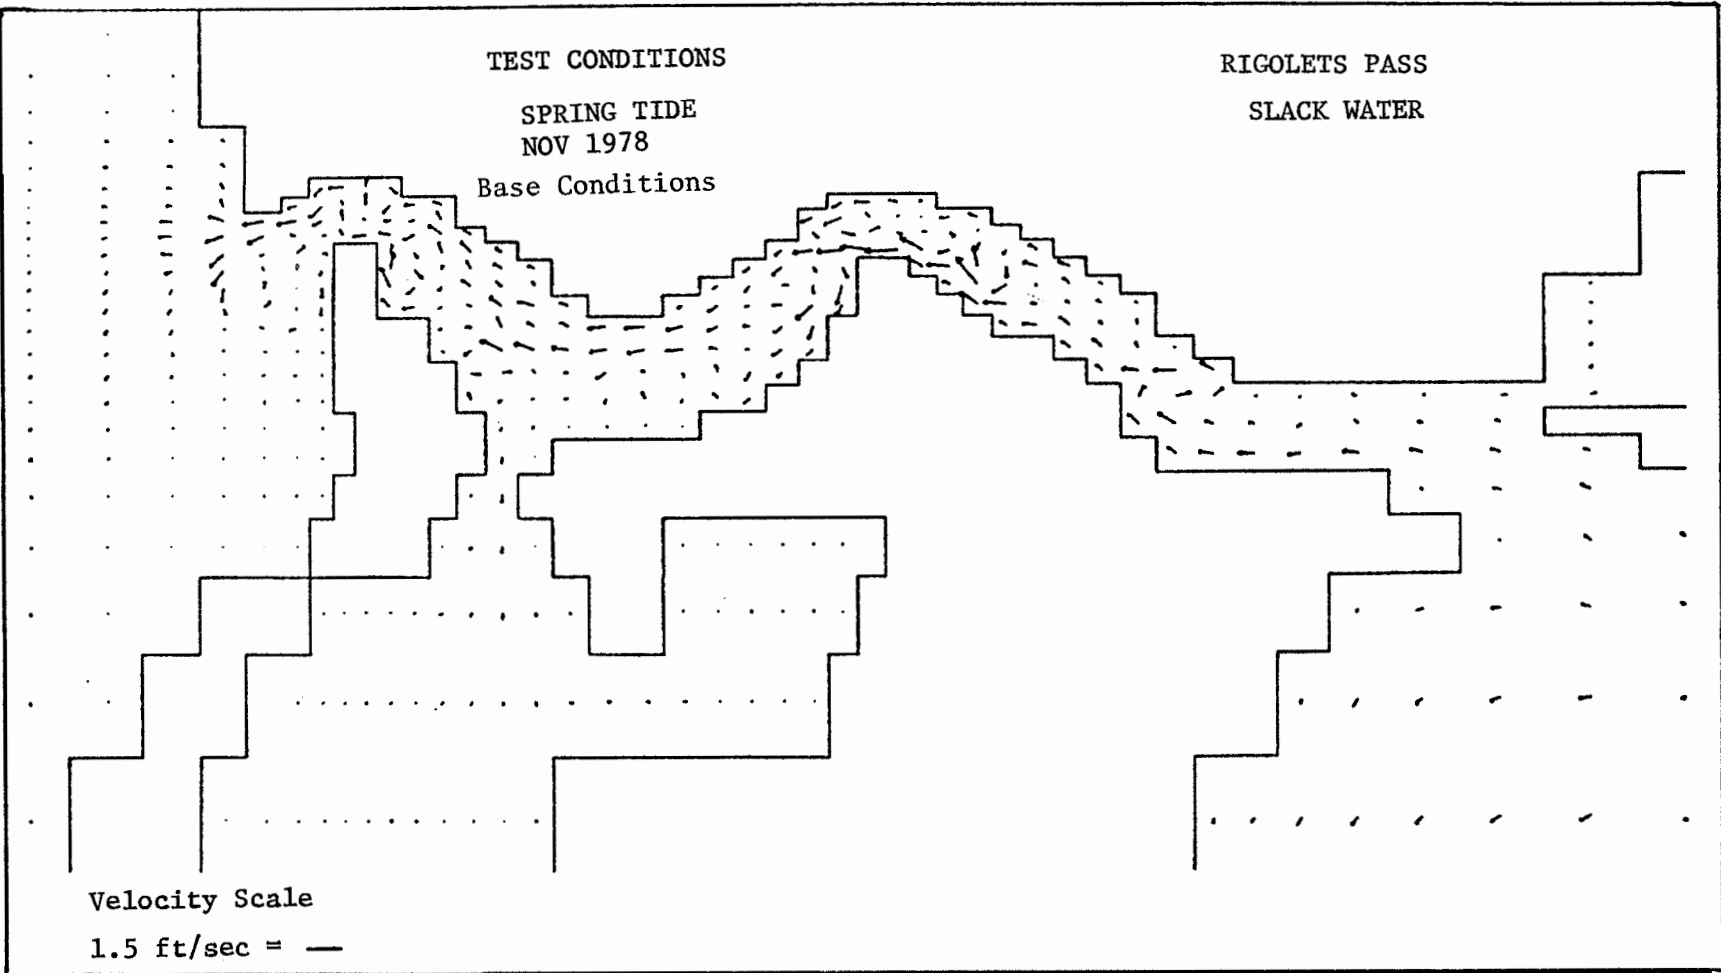 TEST CONDITIONS
SPRING TIDE
NOV 1978
Base Conditions
RIGOLETS PASS
SLACK WATER
Velocity Scale
1.5 ft/sec = —